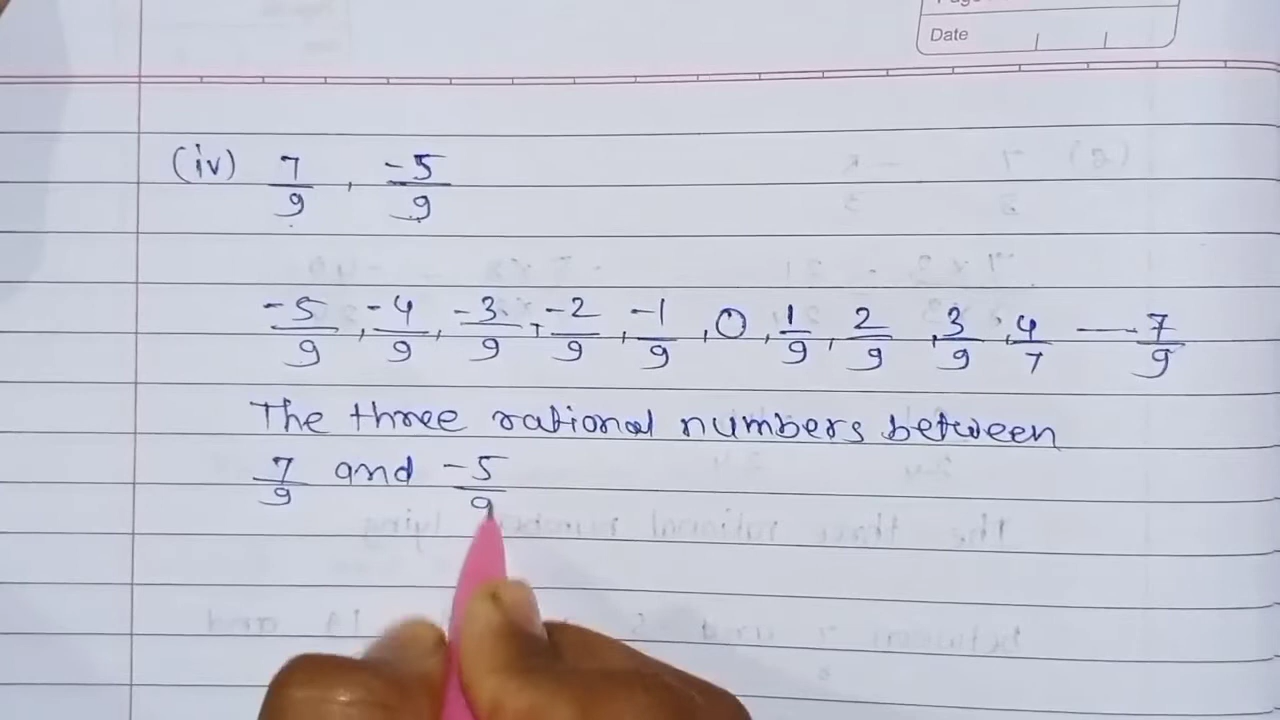 Date
(iv) 7/9 , -5/9
-5/9 , -4/9 , -3/9 , -2/9 , -1/9 , 0 , 1/9 , 2/9 , 3/9 , 4/7 — 7/9
The three rational numbers between
7/9 and -5/9